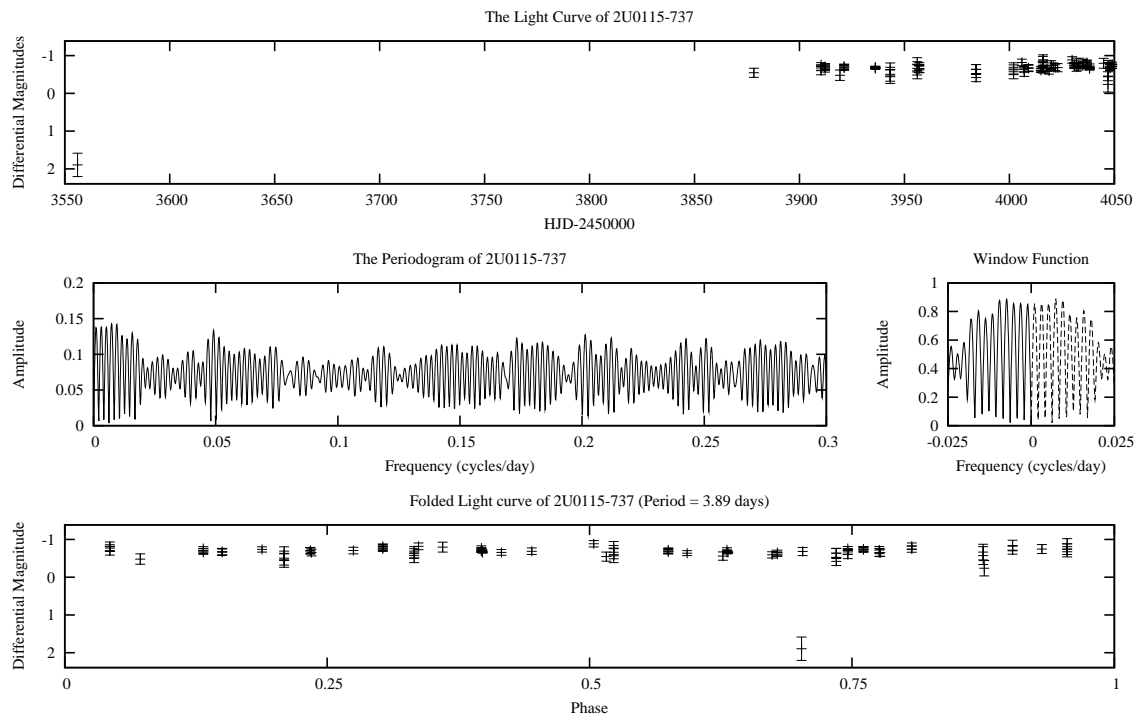 The Light Curve of 2U0115-737
Differential Magnitudes
-1
0
1
2
3550 3600 3650 3700 3750 3800 3850 3900 3950 4000 4050
HJD-2450000
The Periodogram of 2U0115-737
Amplitude
0.2
0.15
0.1
0.05
0
0 0.05 0.1 0.15 0.2 0.25 0.3
Frequency (cycles/day)
Window Function
Amplitude
1
0.8
0.6
0.4
0.2
0
-0.025 0 0.025
Frequency (cycles/day)
Folded Light curve of 2U0115-737 (Period = 3.89 days)
Differential Magnitude
-1
0
1
2
0 0.25 0.5 0.75 1
Phase